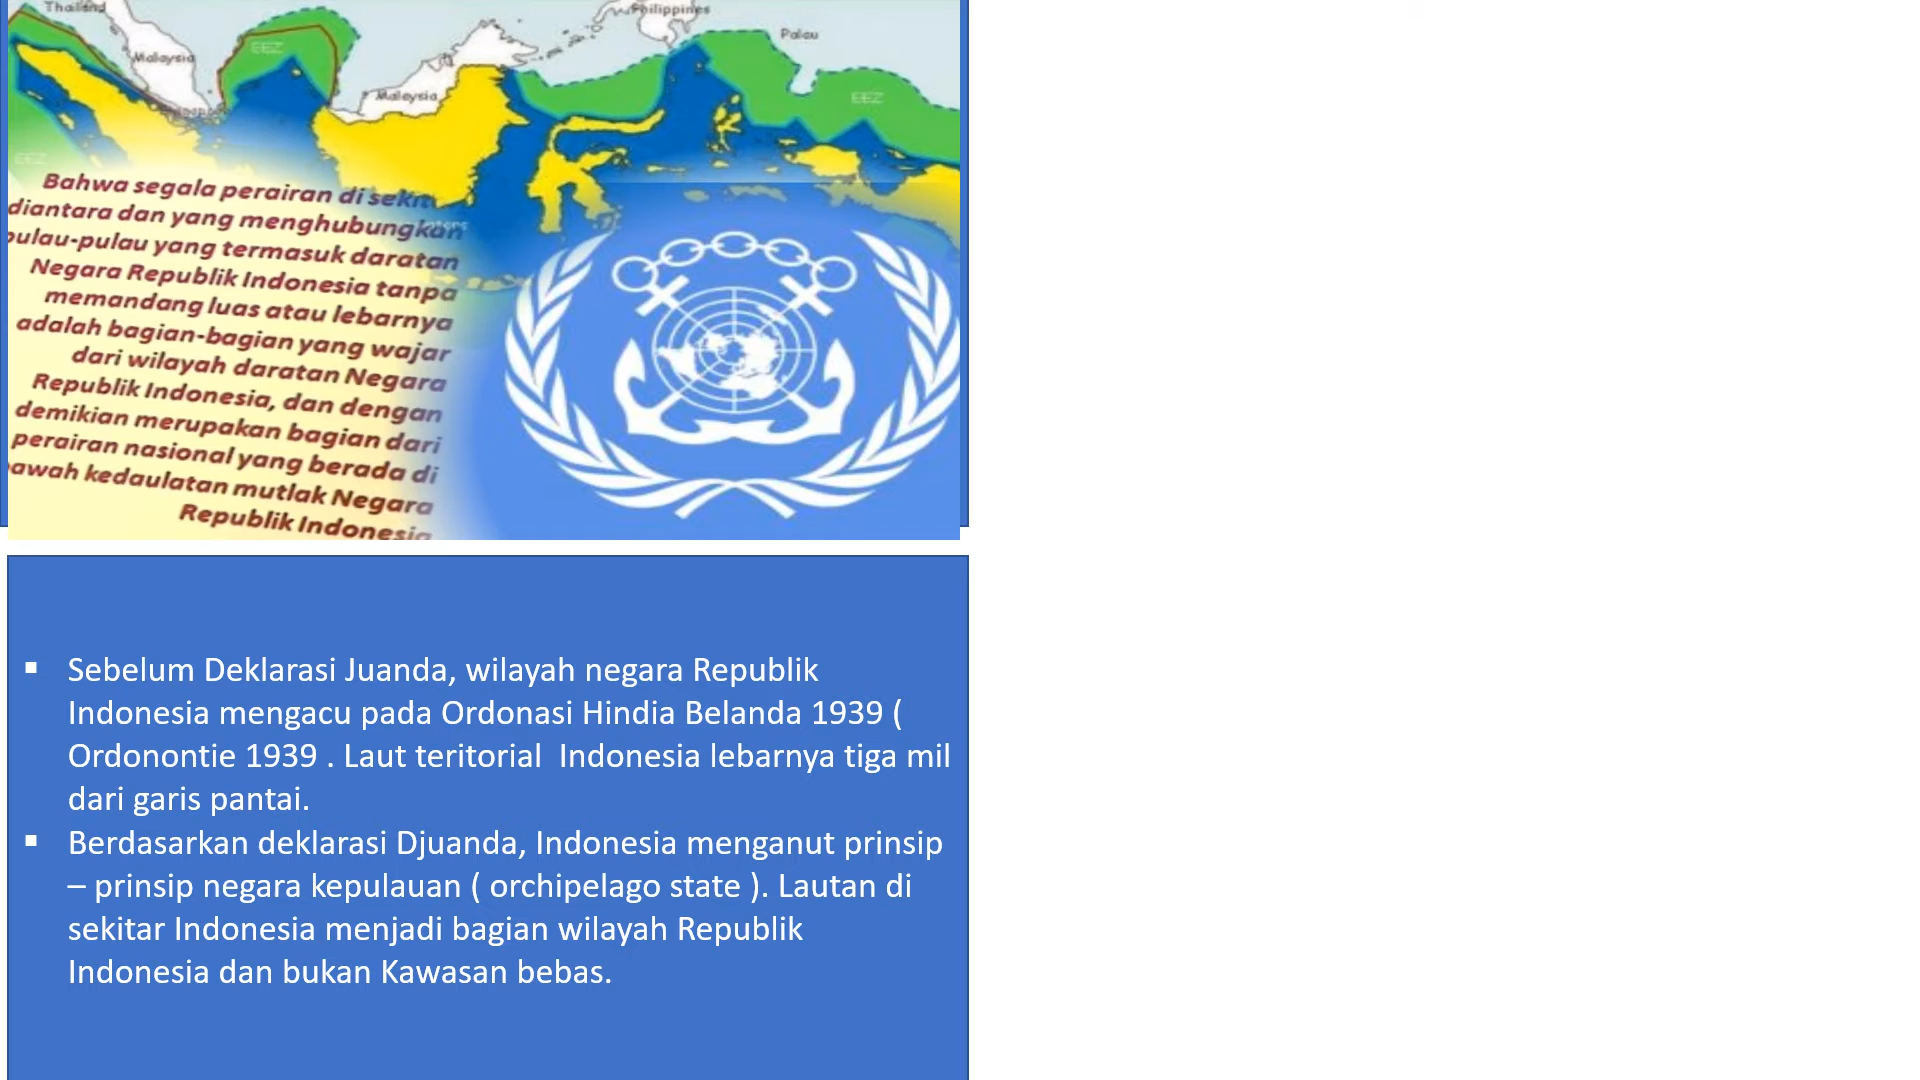 Thailand
Philippines
Palau
EEZ
Malaysia
Malaysia
EEZ
EEZ
Bahwa segala perairan di sekit
diantara dan yang menghubungkan
pulau-pulau yang termasuk daratan
Negara Republik Indonesia tanpa
memandang luas atau lebarnya
adalah bagian-bagian yang wajar
dari wilayah daratan Negara
Republik Indonesia, dan dengan
demikian merupakan bagian dari
perairan nasional yang berada di
bawah kedaulatan mutlak Negara
Republik Indonesia
▪ Sebelum Deklarasi Juanda, wilayah negara Republik
Indonesia mengacu pada Ordonasi Hindia Belanda 1939 (
Ordonontie 1939 . Laut teritorial  Indonesia lebarnya tiga mil
dari garis pantai.
▪ Berdasarkan deklarasi Djuanda, Indonesia menganut prinsip
– prinsip negara kepulauan ( orchipelago state ). Lautan di
sekitar Indonesia menjadi bagian wilayah Republik
Indonesia dan bukan Kawasan bebas.